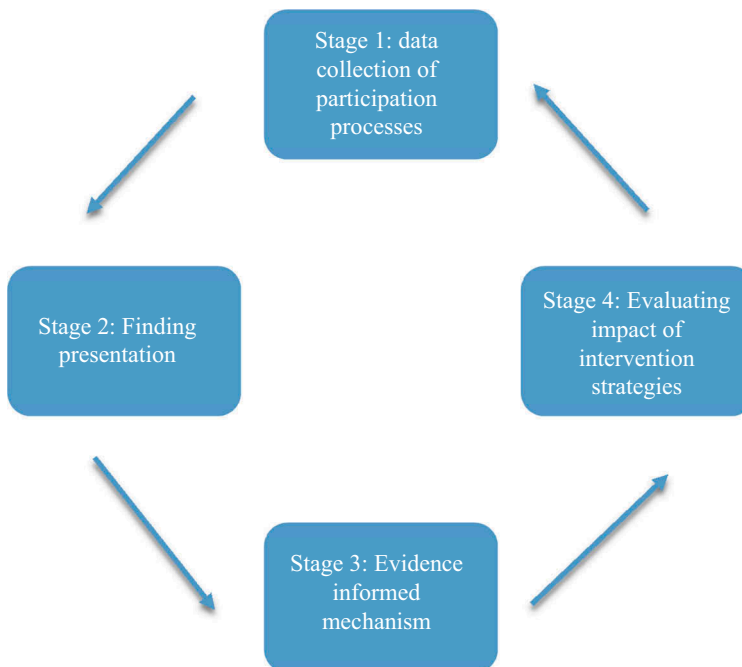 Stage 1: data
collection of
participation
processes
Stage 2: Finding
presentation
Stage 3: Evidence
informed
mechanism
Stage 4: Evaluating
impact of
intervention
strategies